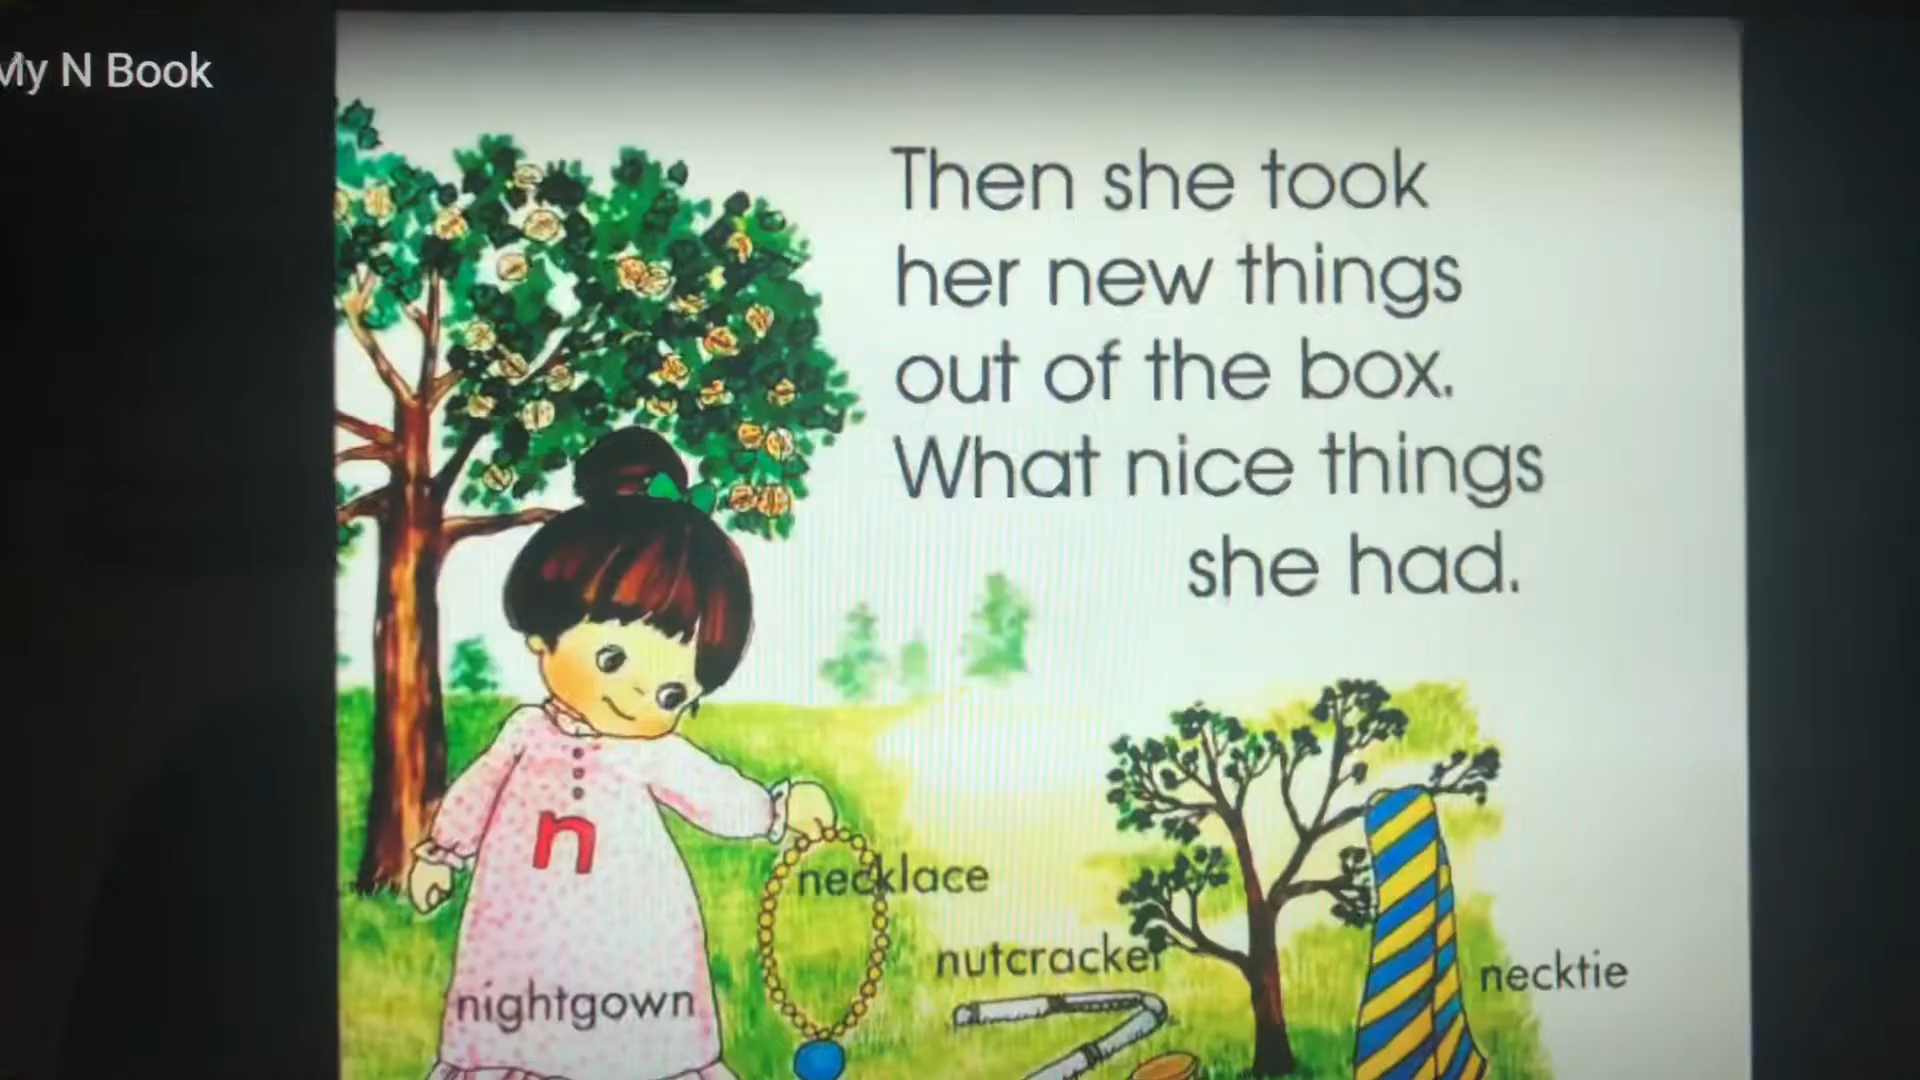 My N Book
Then she took
her new things
out of the box.
What nice things
she had.
n
necklace
nutcracker
necktie
nightgown